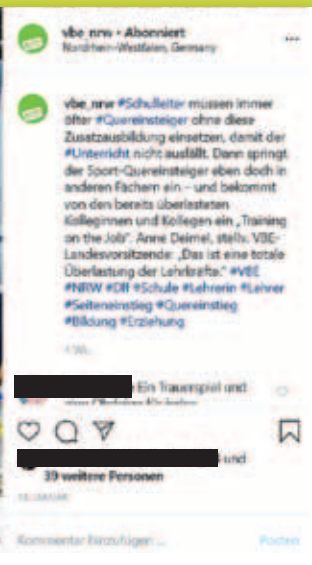 vbe_nrw • Abonniert
Nordrhein-Westfalen, Germany
vbe_nrw #Schulleiter müssen immer
öfter #Quereinsteiger ohne diese
Zusatzausbildung einsetzen, damit der
#Unterricht nicht ausfällt. Dann springt
der Sport-Quereinsteiger eben doch in
anderen Fächern ein – und bekommt
von den bereits überlasteten
Kolleginnen und Kollegen ein „Training
on the Job“. Anne Deimel, stellv. VBE-
Landesvorsitzende: „Das ist eine totale
Überlastung der Lehrkräfte.“ #VBE
#NRW #Dlf #Schule #Lehrerin #Lehrer
#Seiteneinstieg #Quereinstieg
#Bildung #Erziehung
Ein Trauerspiel und
und
39 weitere Personen
Kommentar hinzufügen ...
Posten